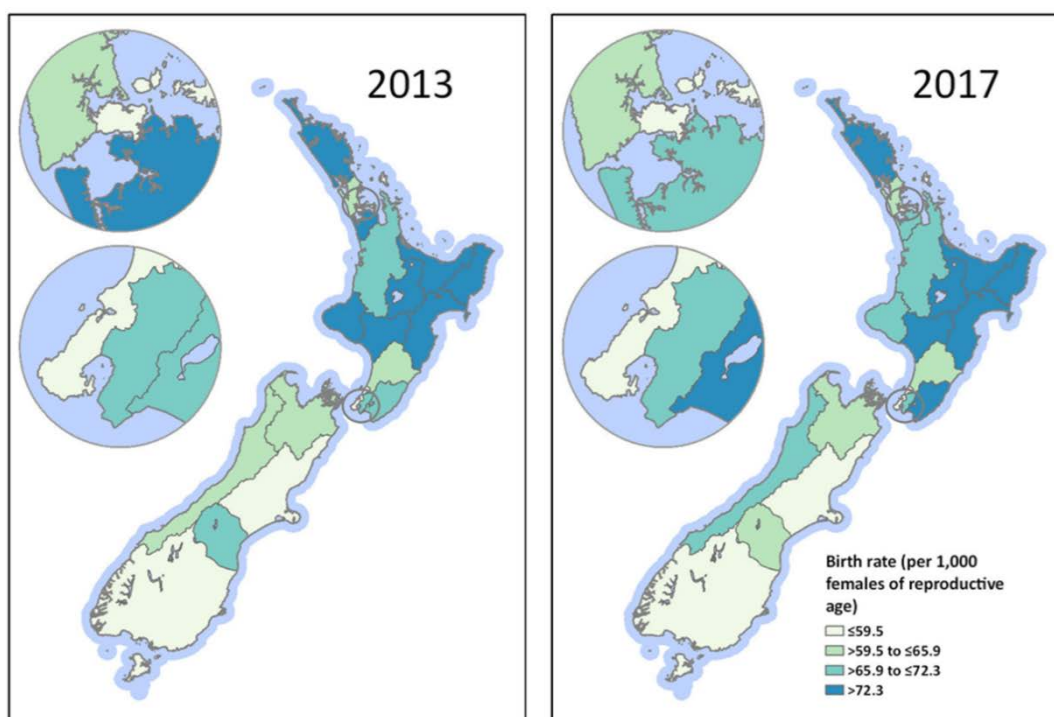 2013
2017
Birth rate (per 1,000
females of reproductive
age)
≤59.5
>59.5 to ≤65.9
>65.9 to ≤72.3
>72.3